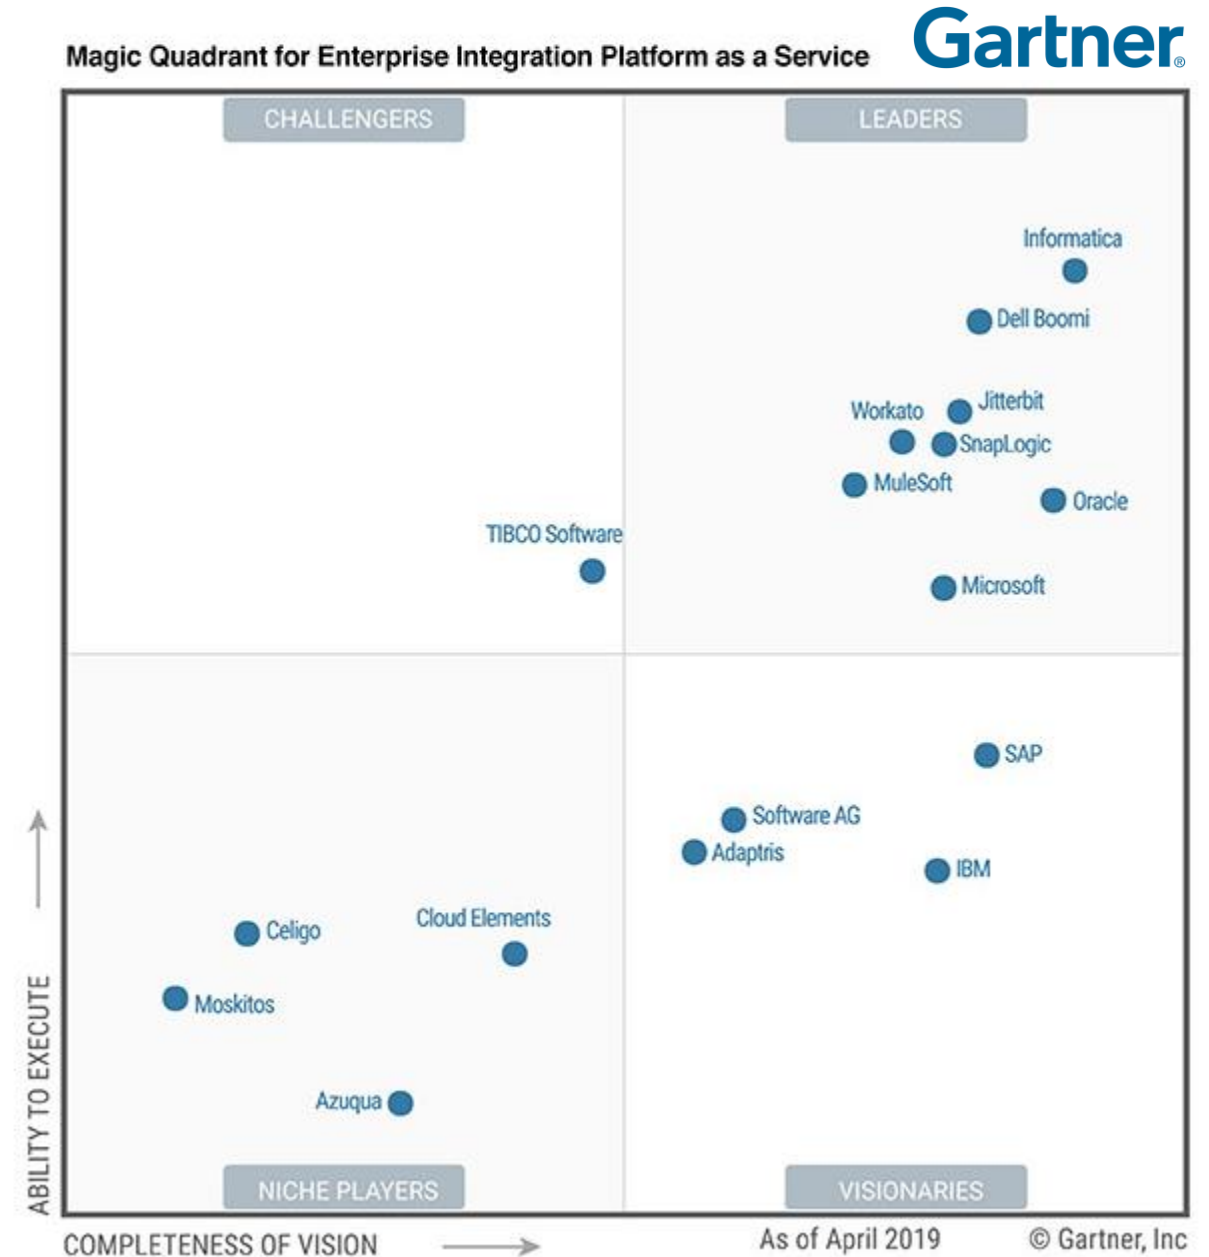 Magic Quadrant for Enterprise Integration Platform as a Service
Gartner®
CHALLENGERS
LEADERS
Informatica
Dell Boomi
Jitterbit
Workato
SnapLogic
MuleSoft
Oracle
TIBCO Software
Microsoft
SAP
Software AG
Adaptris
IBM
Cloud Elements
Celigo
Moskitos
Azuqua
ABILITY TO EXECUTE
NICHE PLAYERS
VISIONARIES
COMPLETENESS OF VISION
As of April 2019
© Gartner, Inc